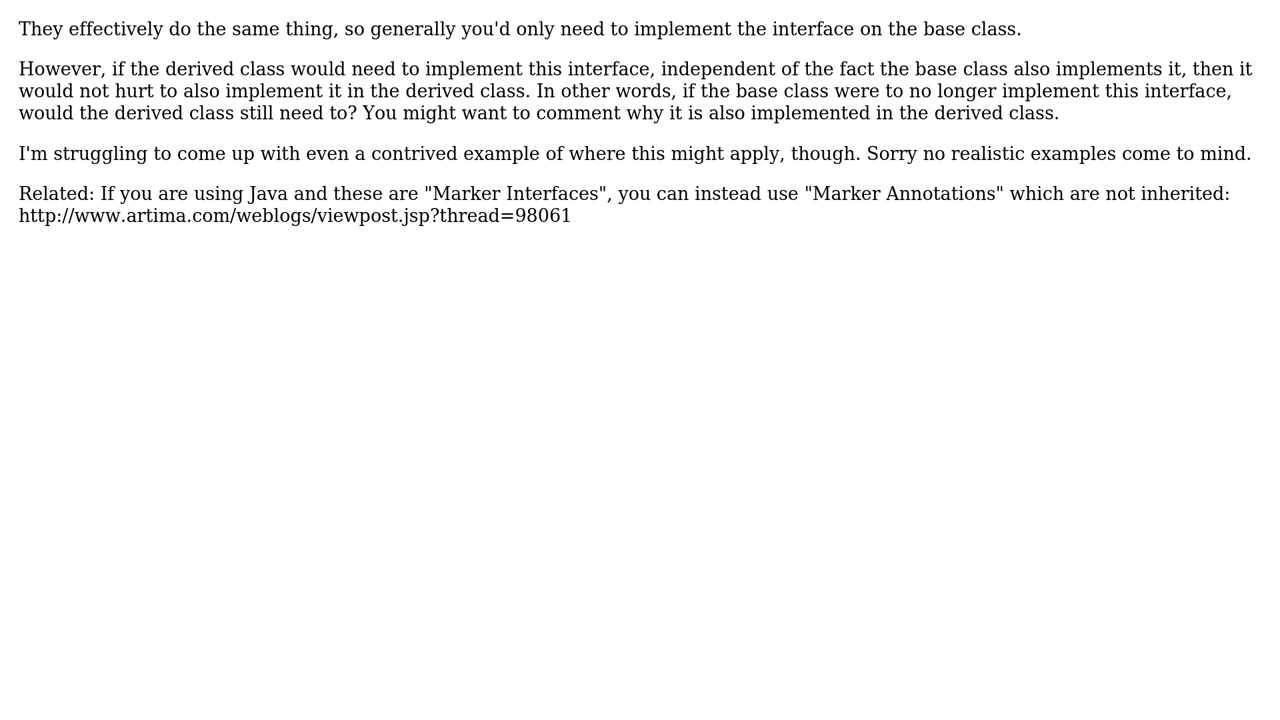 They effectively do the same thing, so generally you'd only need to implement the interface on the base class.
However, if the derived class would need to implement this interface, independent of the fact the base class also implements it, then it
would not hurt to also implement it in the derived class. In other words, if the base class were to no longer implement this interface,
would the derived class still need to? You might want to comment why it is also implemented in the derived class.
I'm struggling to come up with even a contrived example of where this might apply, though. Sorry no realistic examples come to mind.
Related: If you are using Java and these are "Marker Interfaces", you can instead use "Marker Annotations" which are not inherited:
http://www.artima.com/weblogs/viewpost.jsp?thread=98061